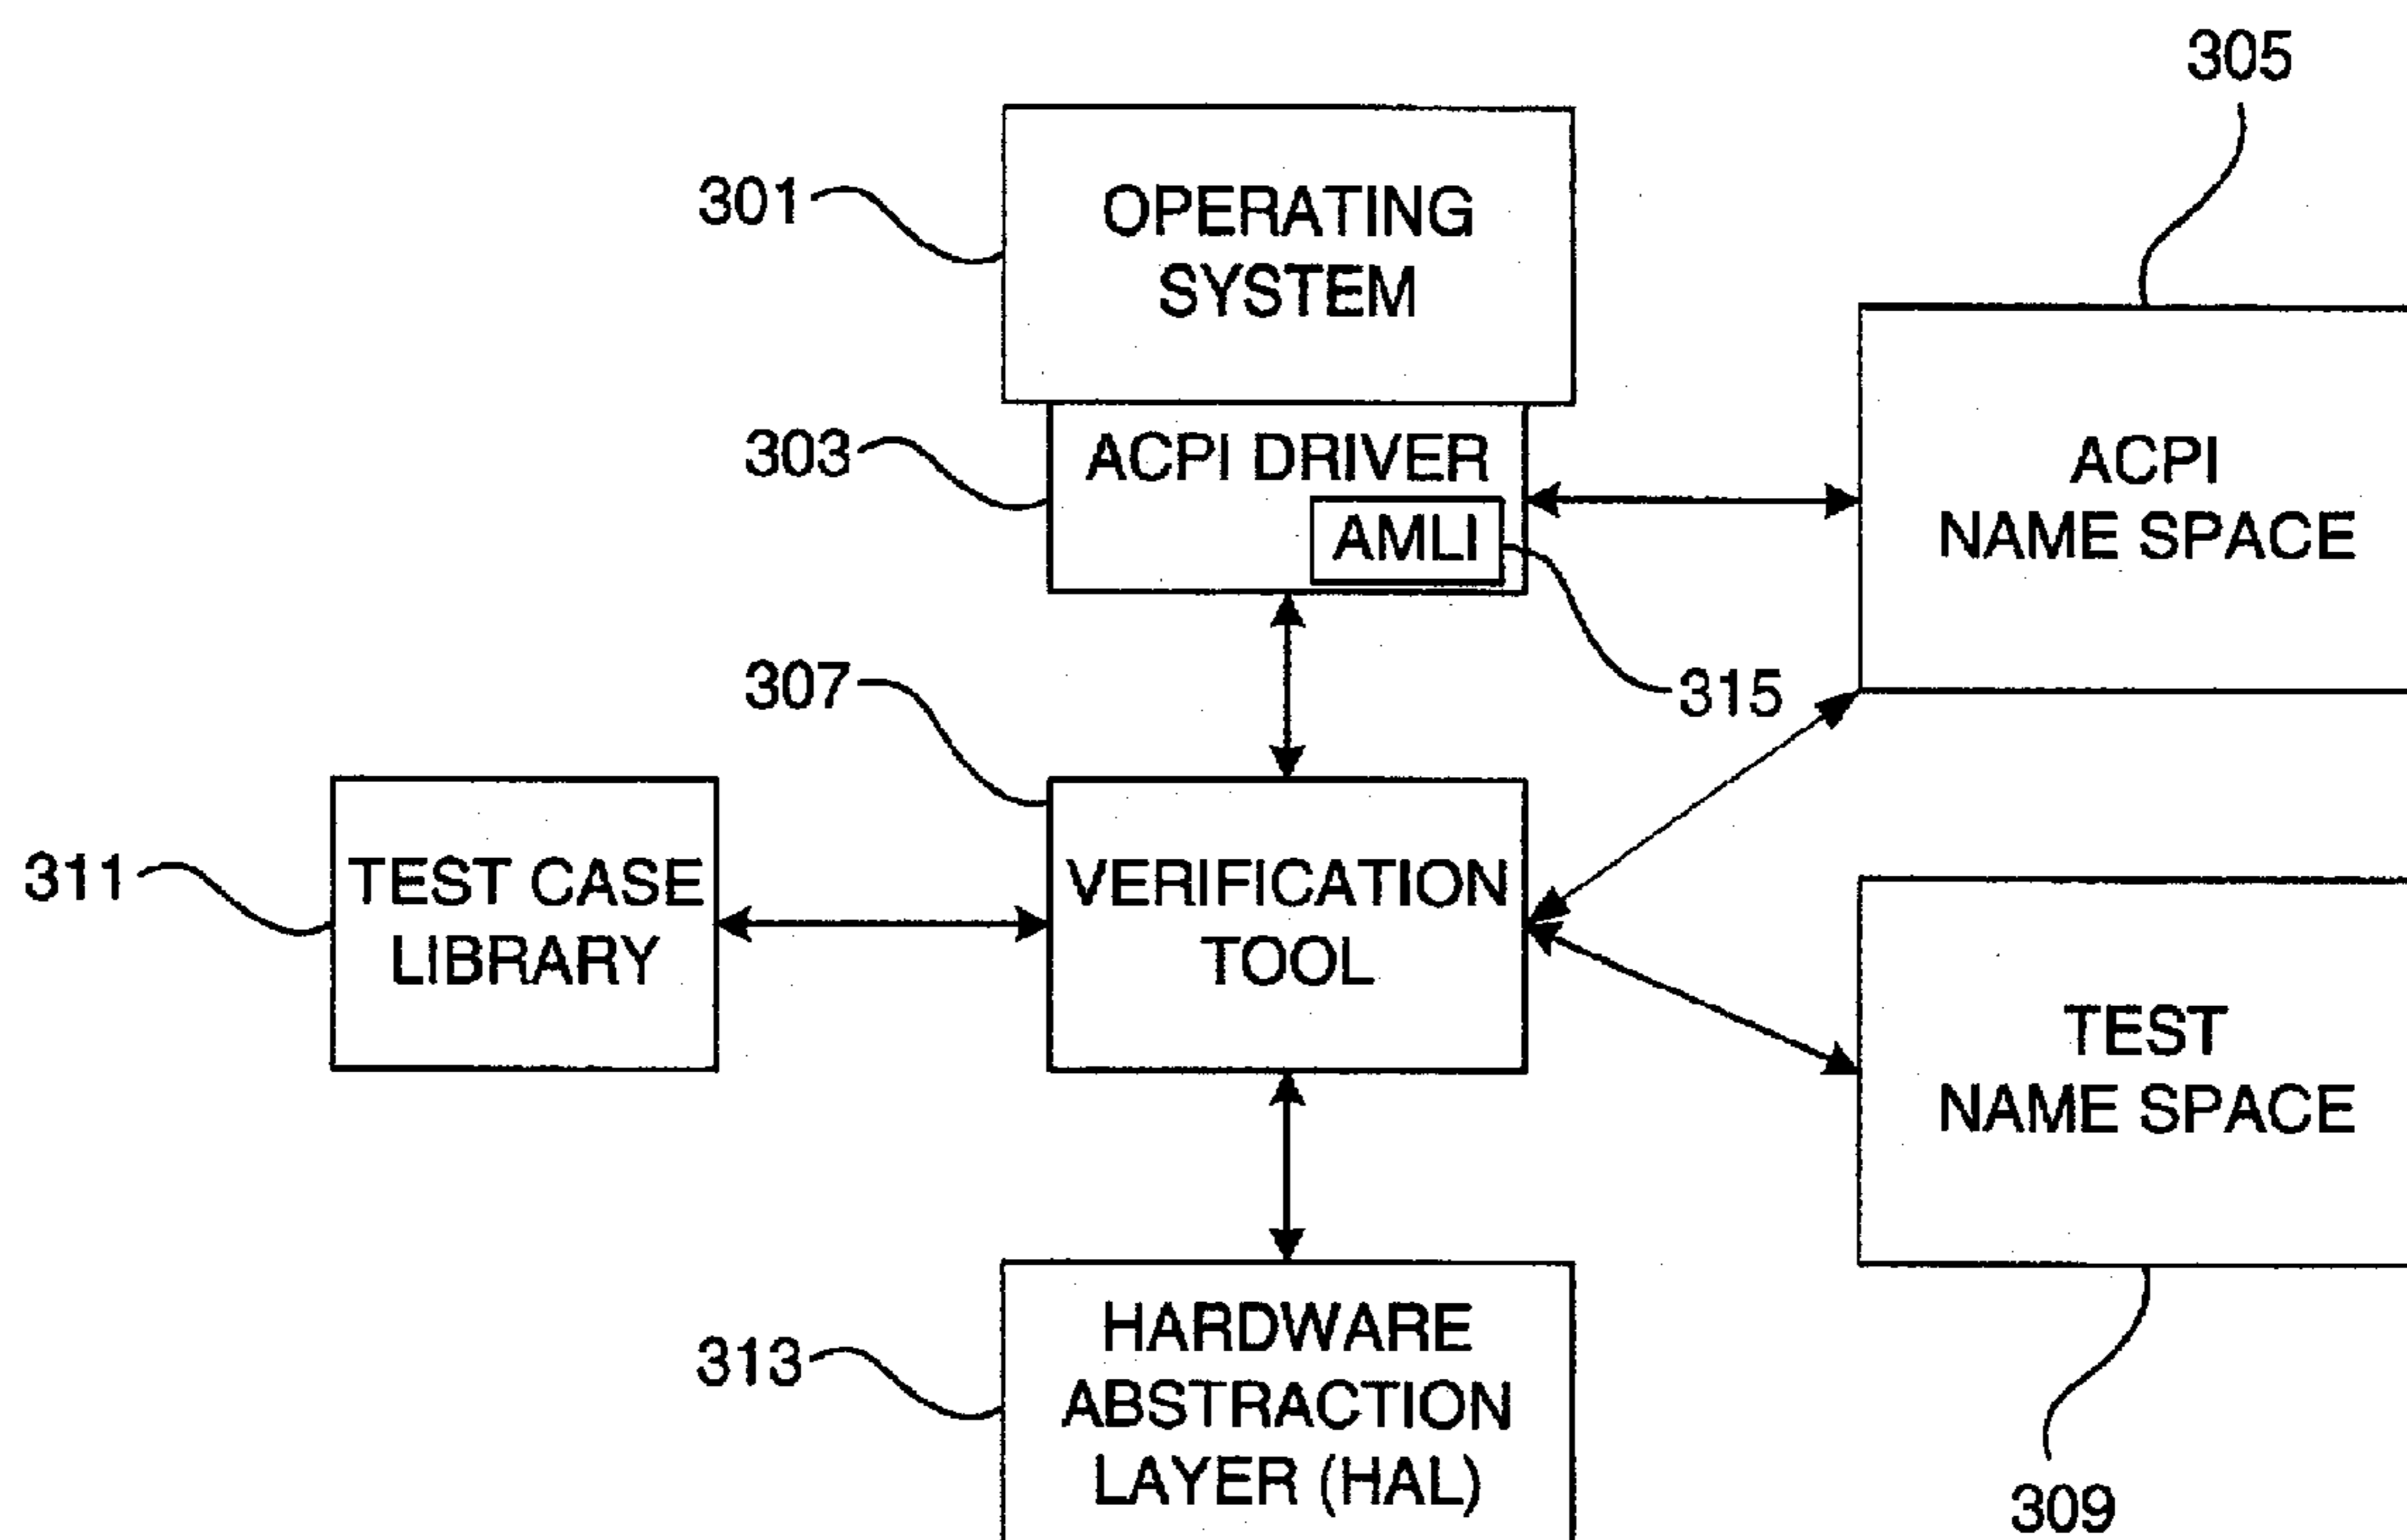 305
301
OPERATING
SYSTEM
303
ACPI DRIVER
AMLI
ACPI
NAME SPACE
307
315
311
TEST CASE
LIBRARY
VERIFICATION
TOOL
TEST
NAME SPACE
313
HARDWARE
ABSTRACTION
LAYER (HAL)
309